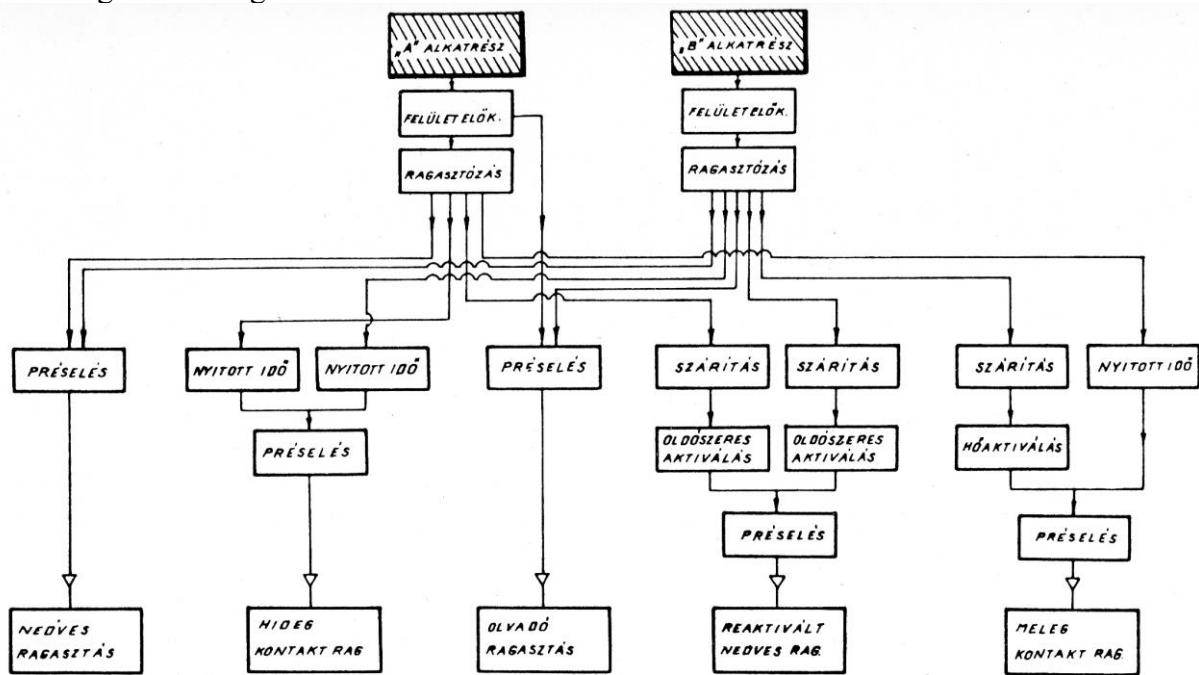 „A" ALKATRÉSZ
„B" ALKATRÉSZ
FELÜLETELŐK.
FELÜLETELŐK.
RAGASZTÓZÁS
RAGASZTÓZÁS
PRÉSELÉS
NYITOTT IDŐ
NYITOTT IDŐ
PRÉSELÉS
SZÁRÍTÁS
SZÁRÍTÁS
SZÁRÍTÁS
NYITOTT IDŐ
PRÉSELÉS
OLDÓSZERES
AKTIVÁLÁS
OLDÓSZERES
AKTIVÁLÁS
HŐAKTIVÁLÁS
PRÉSELÉS
PRÉSELÉS
NEDVES
RAGASZTÁS
HIDEG
KONTAKT RAG.
OLVADÓ
RAGASZTÁS
REAKTIVÁLT
NEDVES RAG.
MELEG
KONTAKT RAG.